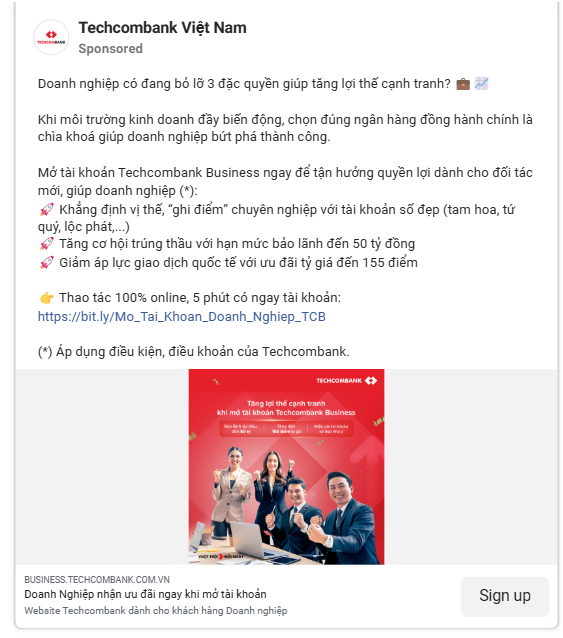 Techcombank Việt Nam
TECHCOMBANK
Sponsored
Doanh nghiệp có đang bỏ lỡ 3 đặc quyền giúp tăng lợi thế cạnh tranh? 💼 📈
Khi môi trường kinh doanh đầy biến động, chọn đúng ngân hàng đồng hành chính là
chìa khoá giúp doanh nghiệp bứt phá thành công.
Mở tài khoản Techcombank Business ngay để tận hưởng quyền lợi dành cho đối tác
mới, giúp doanh nghiệp (*):
🚀 Khẳng định vị thế, “ghi điểm” chuyên nghiệp với tài khoản số đẹp (tam hoa, tứ
quý, lộc phát,...)
🚀 Tăng cơ hội trúng thầu với hạn mức bảo lãnh đến 50 tỷ đồng
🚀 Giảm áp lực giao dịch quốc tế với ưu đãi tỷ giá đến 155 điểm
👉 Thao tác 100% online, 5 phút có ngay tài khoản:
https://bit.ly/Mo_Tai_Khoan_Doanh_Nghiep_TCB
(*) Áp dụng điều kiện, điều khoản của Techcombank.
TECHCOMBANK
Tăng lợi thế cạnh tranh
khi mở tài khoản Techcombank Business
đến 50 tỷ
VƯỢT TRỘI MỖI NGÀY
BUSINESS.TECHCOMBANK.COM.VN
Doanh Nghiệp nhận ưu đãi ngay khi mở tài khoản
Website Techcombank dành cho khách hàng Doanh nghiệp
Sign up